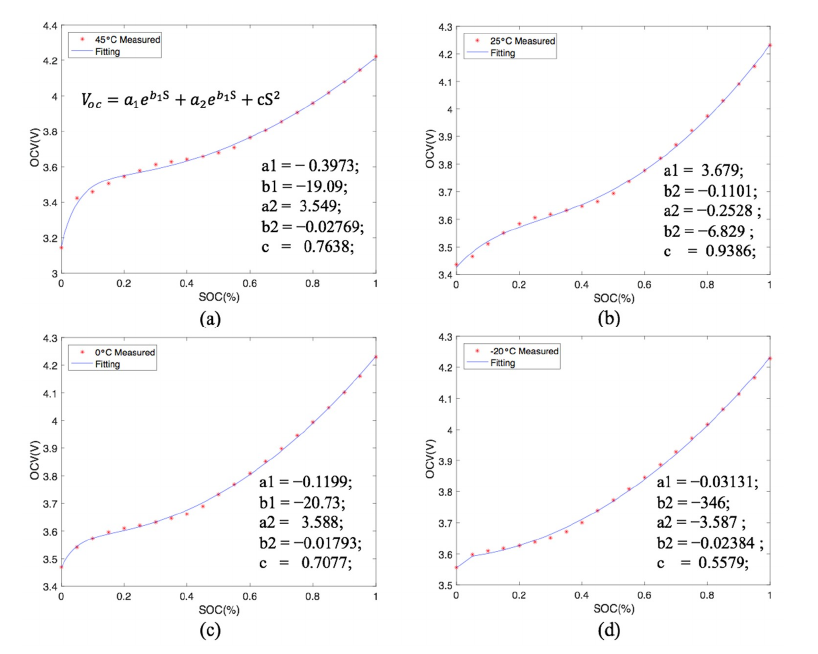 4.4
4.2
4
3.8
3.6
3.4
3.2
3
OCV(V)
45°C Measured
Fitting
Voc = a₁e^b₁S + a₂e^b₁S + cS²
a1 = − 0.3973;
b1 = -19.09;
a2 = 3.549;
b2 = -0.02769;
c = 0.7638;
0 0.2 0.4 0.6 0.8 1
SOC(%)
(a)
4.3
4.2
4.1
4
3.9
3.8
3.7
3.6
3.5
3.4
OCV(V)
25°C Measured
Fitting
a1 = 3.679;
b2 = -0.1101;
a2 = -0.2528 ;
b2 = −6.829 ;
c = 0.9386;
0 0.2 0.4 0.6 0.8 1
SOC(%)
(b)
4.3
4.2
4.1
4
3.9
3.8
3.7
3.6
3.5
3.4
OCV(V)
0°C Measured
Fitting
a1 = −0.1199;
b1 = −20.73;
a2 = 3.588;
b2 = −0.01793;
c = 0.7077;
0 0.2 0.4 0.6 0.8 1
SOC(%)
(c)
4.3
4.2
4.1
4
3.9
3.8
3.7
3.6
3.5
OCV(V)
-20°C Measured
Fitting
a1 = −0.03131;
b2 = −346;
a2 = −3.587 ;
b2 = −0.02384 ;
c = 0.5579;
0 0.2 0.4 0.6 0.8 1
SOC(%)
(d)